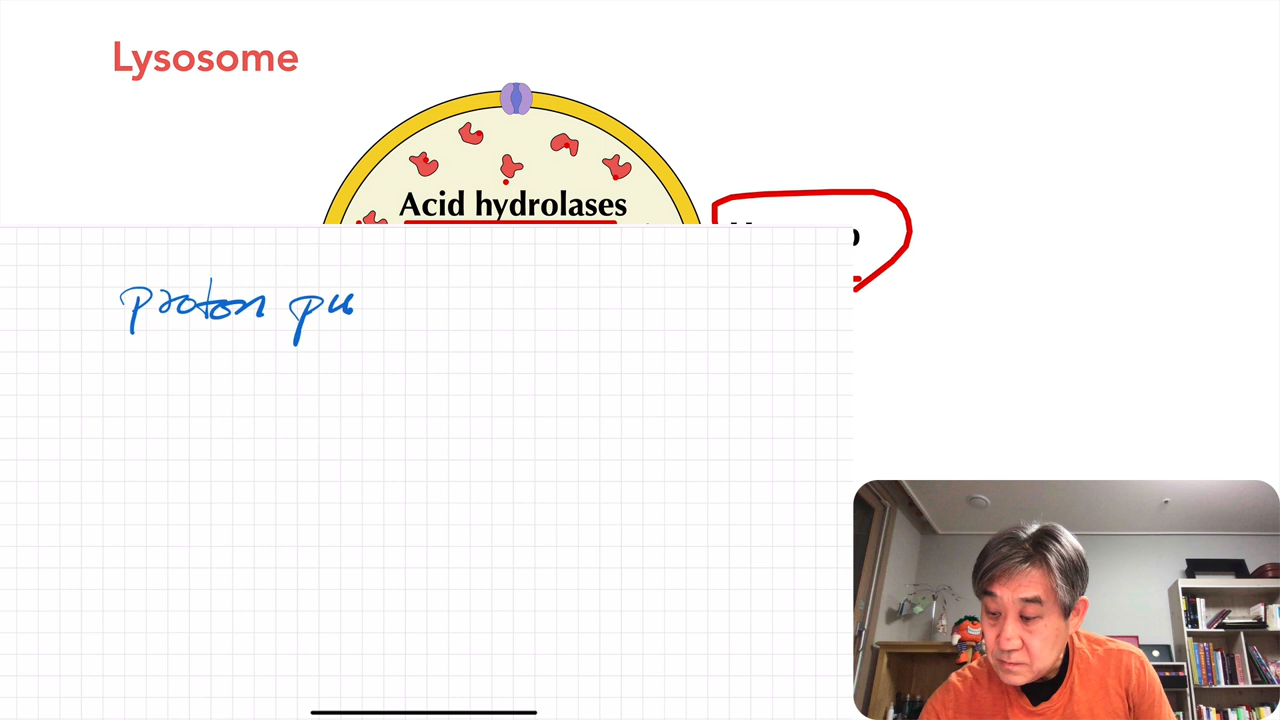 Lysosome
Acid hydrolases
proton pu